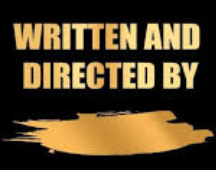 WRITTEN AND
DIRECTED BY